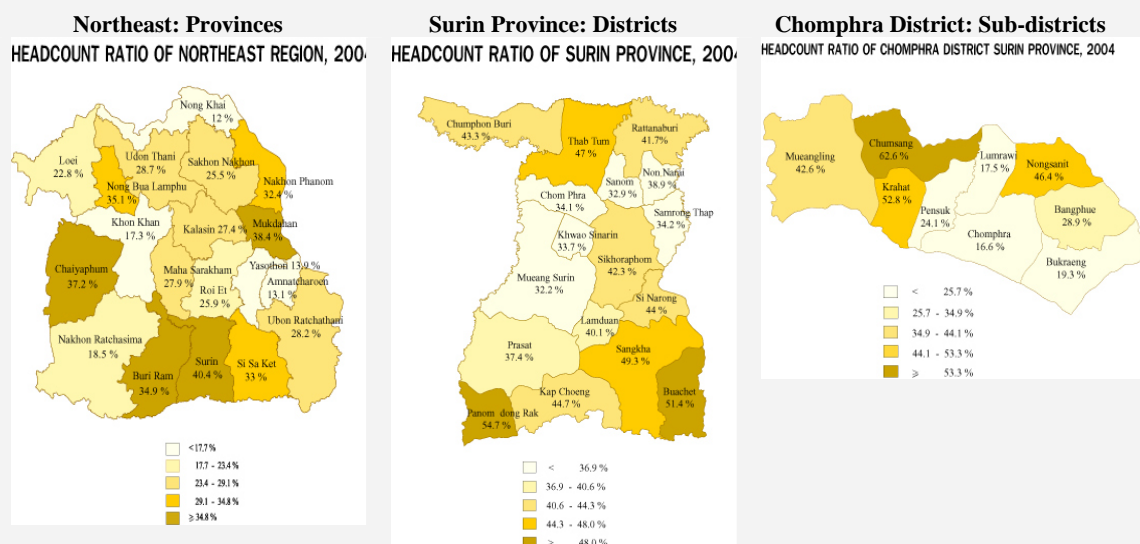 Northeast: Provinces
HEADCOUNT RATIO OF NORTHEAST REGION, 2004
Nong Khai
12 %
Loei
22.8 %
Udon Thani
28.7 %
Sakhon Nakhon
25.5 %
Nong Bua Lamphu
35.1 %
Nakhon Phanom
32.4 %
Khon Khan
17.3 %
Kalasin 27.4 %
Mukdahan
38.4 %
Chaiyaphum
37.2 %
Maha Sarakham
27.9 %
Roi Et
25.9 %
Yasothon 13.9 %
Amnatcharoen
13.1 %
Ubon Ratchathani
28.2 %
Nakhon Ratchasima
18.5 %
Buri Ram
34.9 %
Surin
40.4 %
Si Sa Ket
33 %
<17.7 %
17.7 - 23.4 %
23.4 - 29.1 %
29.1 - 34.8 %
⩾ 34.8 %
Surin Province: Districts
HEADCOUNT RATIO OF SURIN PROVINCE, 2004
Chumphon Buri
43.3 %
Thab Tum
47 %
Rattanaburi
41.7%
Sanom
32.9 %
Non Narai
38.9 %
Chom Phra
34.1 %
Samrong Thap
34.2 %
Khwao Sinarin
33.7 %
Sikhoraphom
42.3 %
Mueang Surin
32.2 %
Si Narong
44 %
Lamduan
40.1 %
Prasat
37.4 %
Sangkha
49.3 %
Kap Choeng
44.7 %
Buachet
51.4 %
Panom dong Rak
54.7 %
< 36.9 %
36.9 - 40.6 %
40.6 - 44.3 %
44.3 - 48.0 %
⩾ 48.0 %
Chomphra District: Sub-districts
HEADCOUNT RATIO OF CHOMPHRA DISTRICT SURIN PROVINCE, 2004
Mueangling
42.6 %
Chumsang
62.6 %
Lumrawi
17.5 %
Nongsanit
46.4 %
Krahat
52.8 %
Pensuk
24.1 %
Bangphue
28.9 %
Chomphra
16.6 %
Bukraeng
19.3 %
< 25.7 %
25.7 - 34.9 %
34.9 - 44.1 %
44.1 - 53.3 %
⩾ 53.3 %